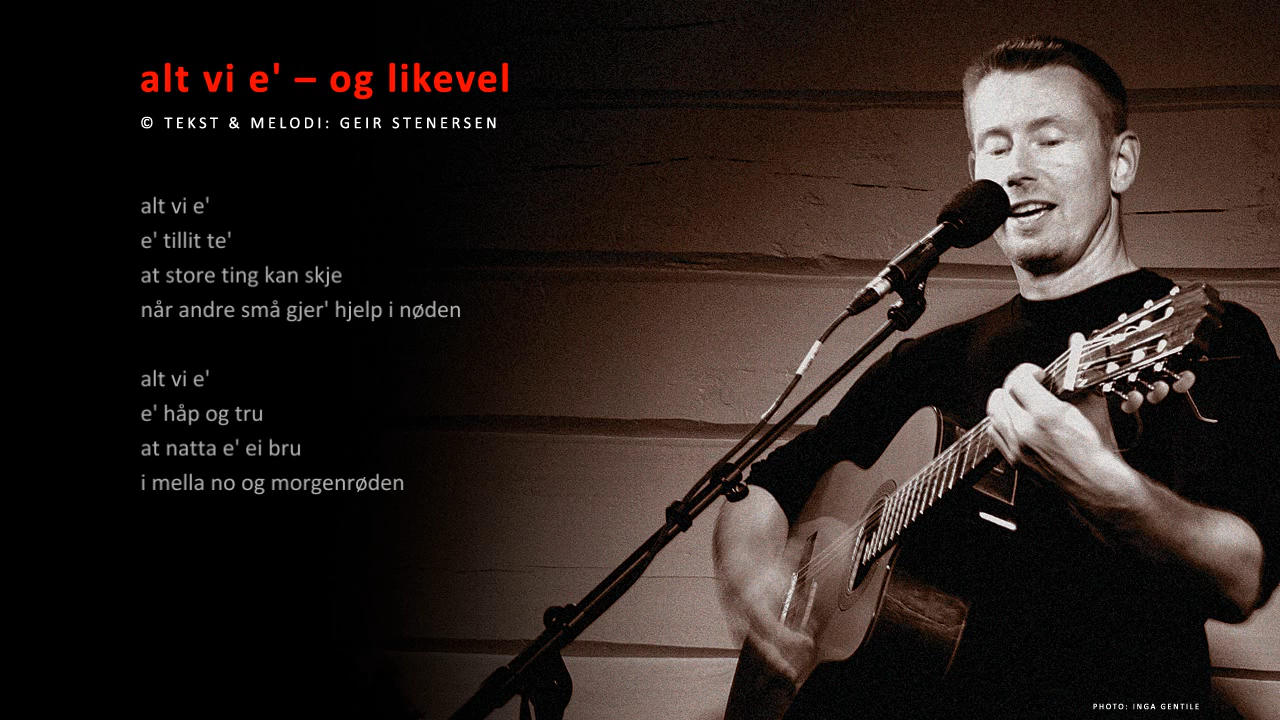 alt vi e' – og likevel
© TEKST & MELODI: GEIR STENERSEN
alt vi e'
e' tillit te'
at store ting kan skje
når andre små gjer' hjelp i nøden
alt vi e'
e' håp og tru
at natta e' ei bru
i mella no og morgenrøden
PHOTO: INGA GENTILE